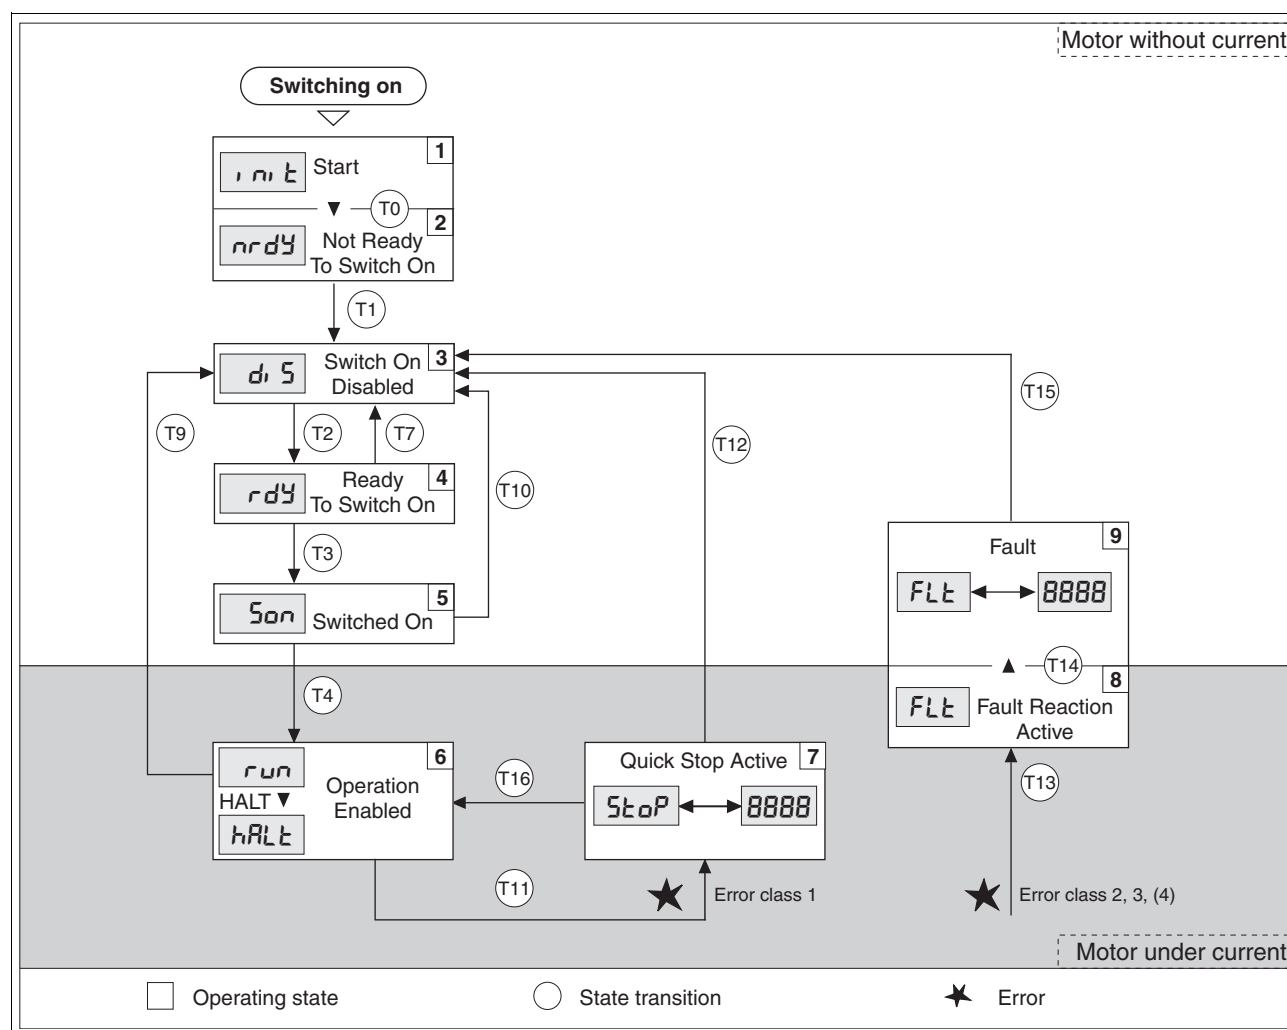 Motor without current
Switching on
1
init
Start
T0
2
nrdY
Not Ready
To Switch On
T1
3
diS
Switch On
Disabled
T9
T2
T7
T12
T15
T10
4
rdY
Ready
To Switch On
T3
5
Son
Switched On
9
Fault
FLt
8888
T14
8
FLt
Fault Reaction
Active
T4
6
run
HALT
hALt
Operation
Enabled
T16
Quick Stop Active
7
StoP
8888
T13
T11
Error class 1
Error class 2, 3, (4)
Motor under current
Operating state
State transition
Error